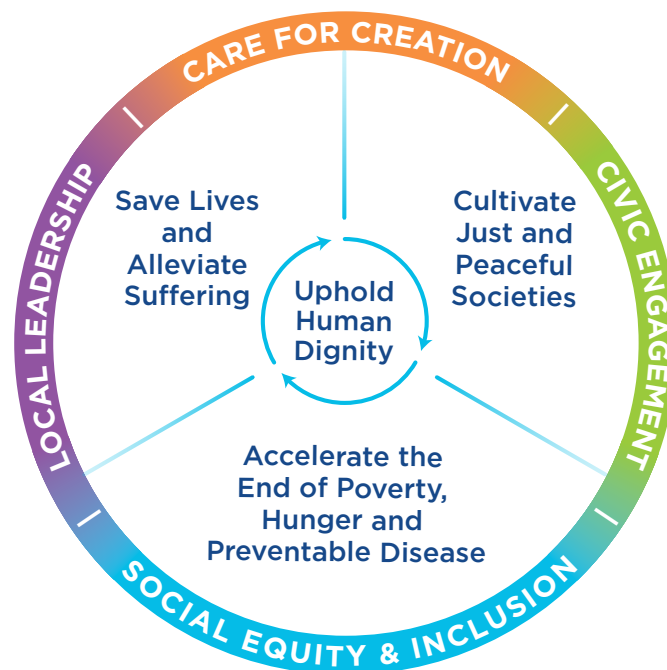 CARE FOR CREATION
LOCAL LEADERSHIP
CIVIC ENGAGEMENT
Save Lives
and
Alleviate
Suffering
Cultivate
Just and
Peaceful
Societies
Uphold
Human
Dignity
Accelerate the
End of Poverty,
Hunger and
Preventable Disease
SOCIAL EQUITY & INCLUSION